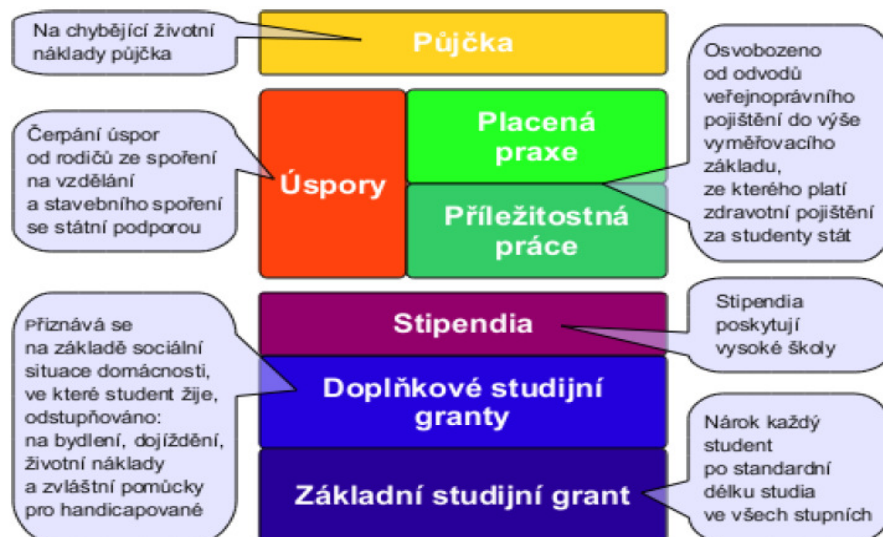 Na chybějící životní
náklady půjčka
Půjčka
Osvobozeno
od odvodů
veřejnoprávního
pojištění do výše
vyměřovacího
základu,
ze kterého platí
zdravotní pojištění
za studenty stát
Čerpání úspor
od rodičů ze spoření
na vzdělání
a stavebního spoření
se státní podporou
Úspory
Placená
praxe
Příležitostná
práce
Stipendia
Stipendia
poskytují
vysoké školy
Přiznává se
na základě sociální
situace domácnosti,
ve které student žije,
odstupňováno:
na bydlení, dojíždění,
životní náklady
a zvláštní pomůcky
pro handicapované
Doplňkové studijní
granty
Základní studijní grant
Nárok každý
student
po standardní
délku studia
ve všech stupních